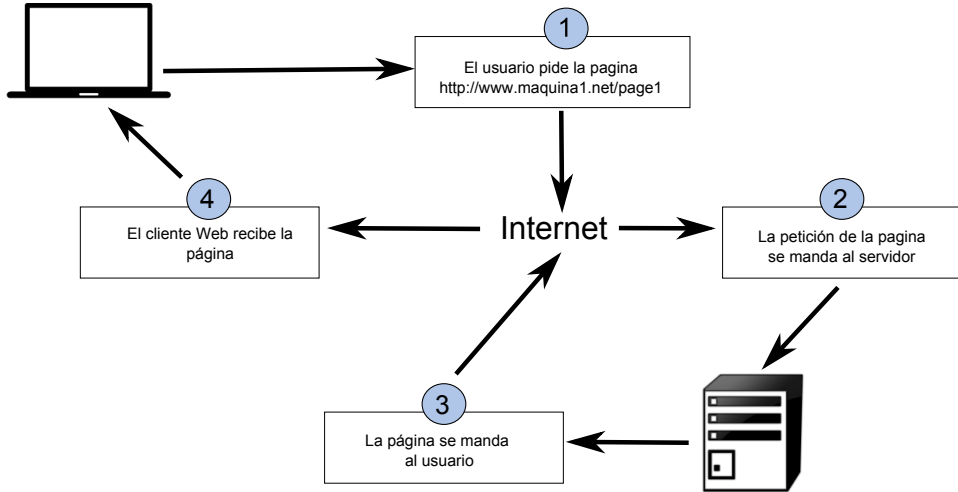 1
El usuario pide la pagina
http://www.maquina1.net/page1
4
El cliente Web recibe la
página
Internet
2
La petición de la pagina
se manda al servidor
3
La página se manda
al usuario